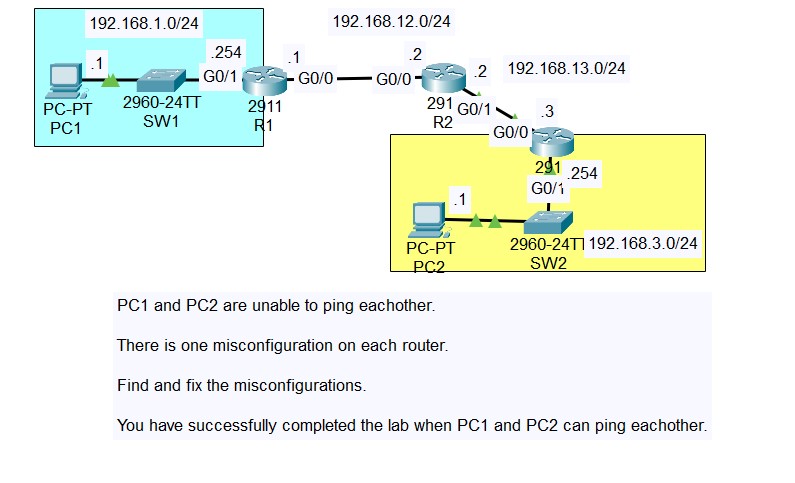 192.168.1.0/24
192.168.12.0/24
.1
.254
G0/1
.1
G0/0
G0/0
.2
.2
192.168.13.0/24
PC-PT
PC1
2960-24TT
SW1
2911
R1
291
R2
G0/1
G0/0
.3
291
.254
G0/1
.1
PC-PT
PC2
2960-24TT
SW2
192.168.3.0/24
PC1 and PC2 are unable to ping eachother.
There is one misconfiguration on each router.
Find and fix the misconfigurations.
You have successfully completed the lab when PC1 and PC2 can ping eachother.